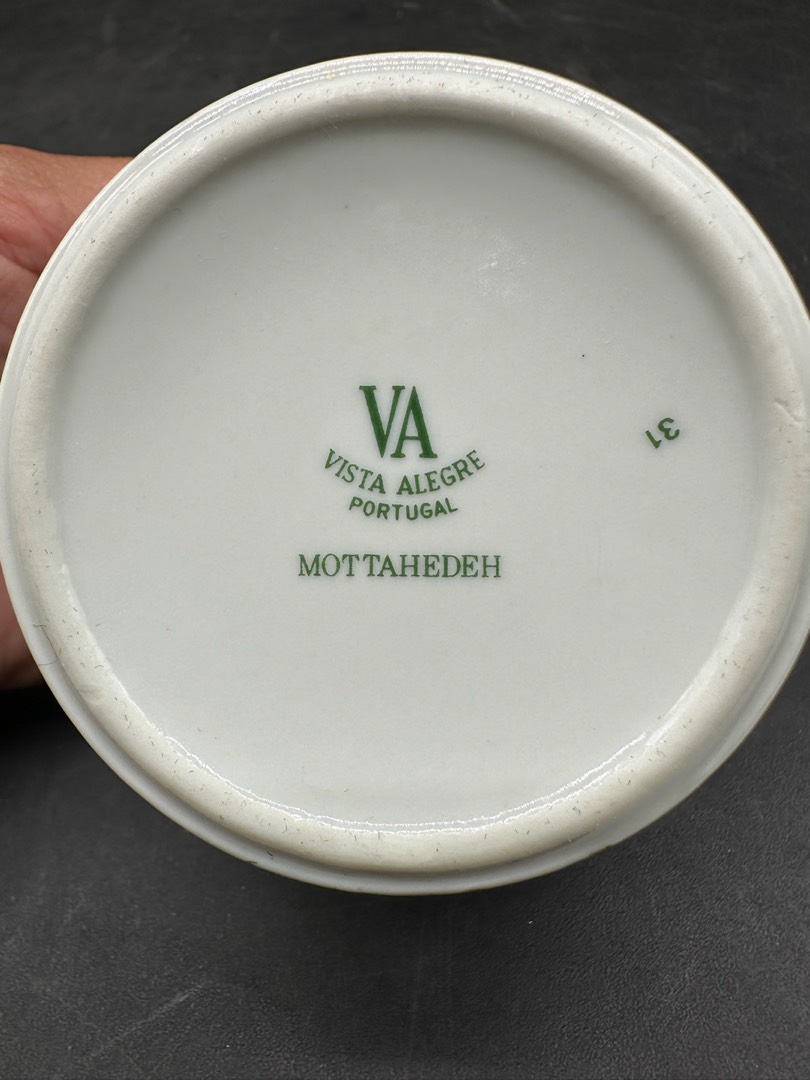 VA
VISTA ALEGRE
PORTUGAL
MOTTAHEDEH
31